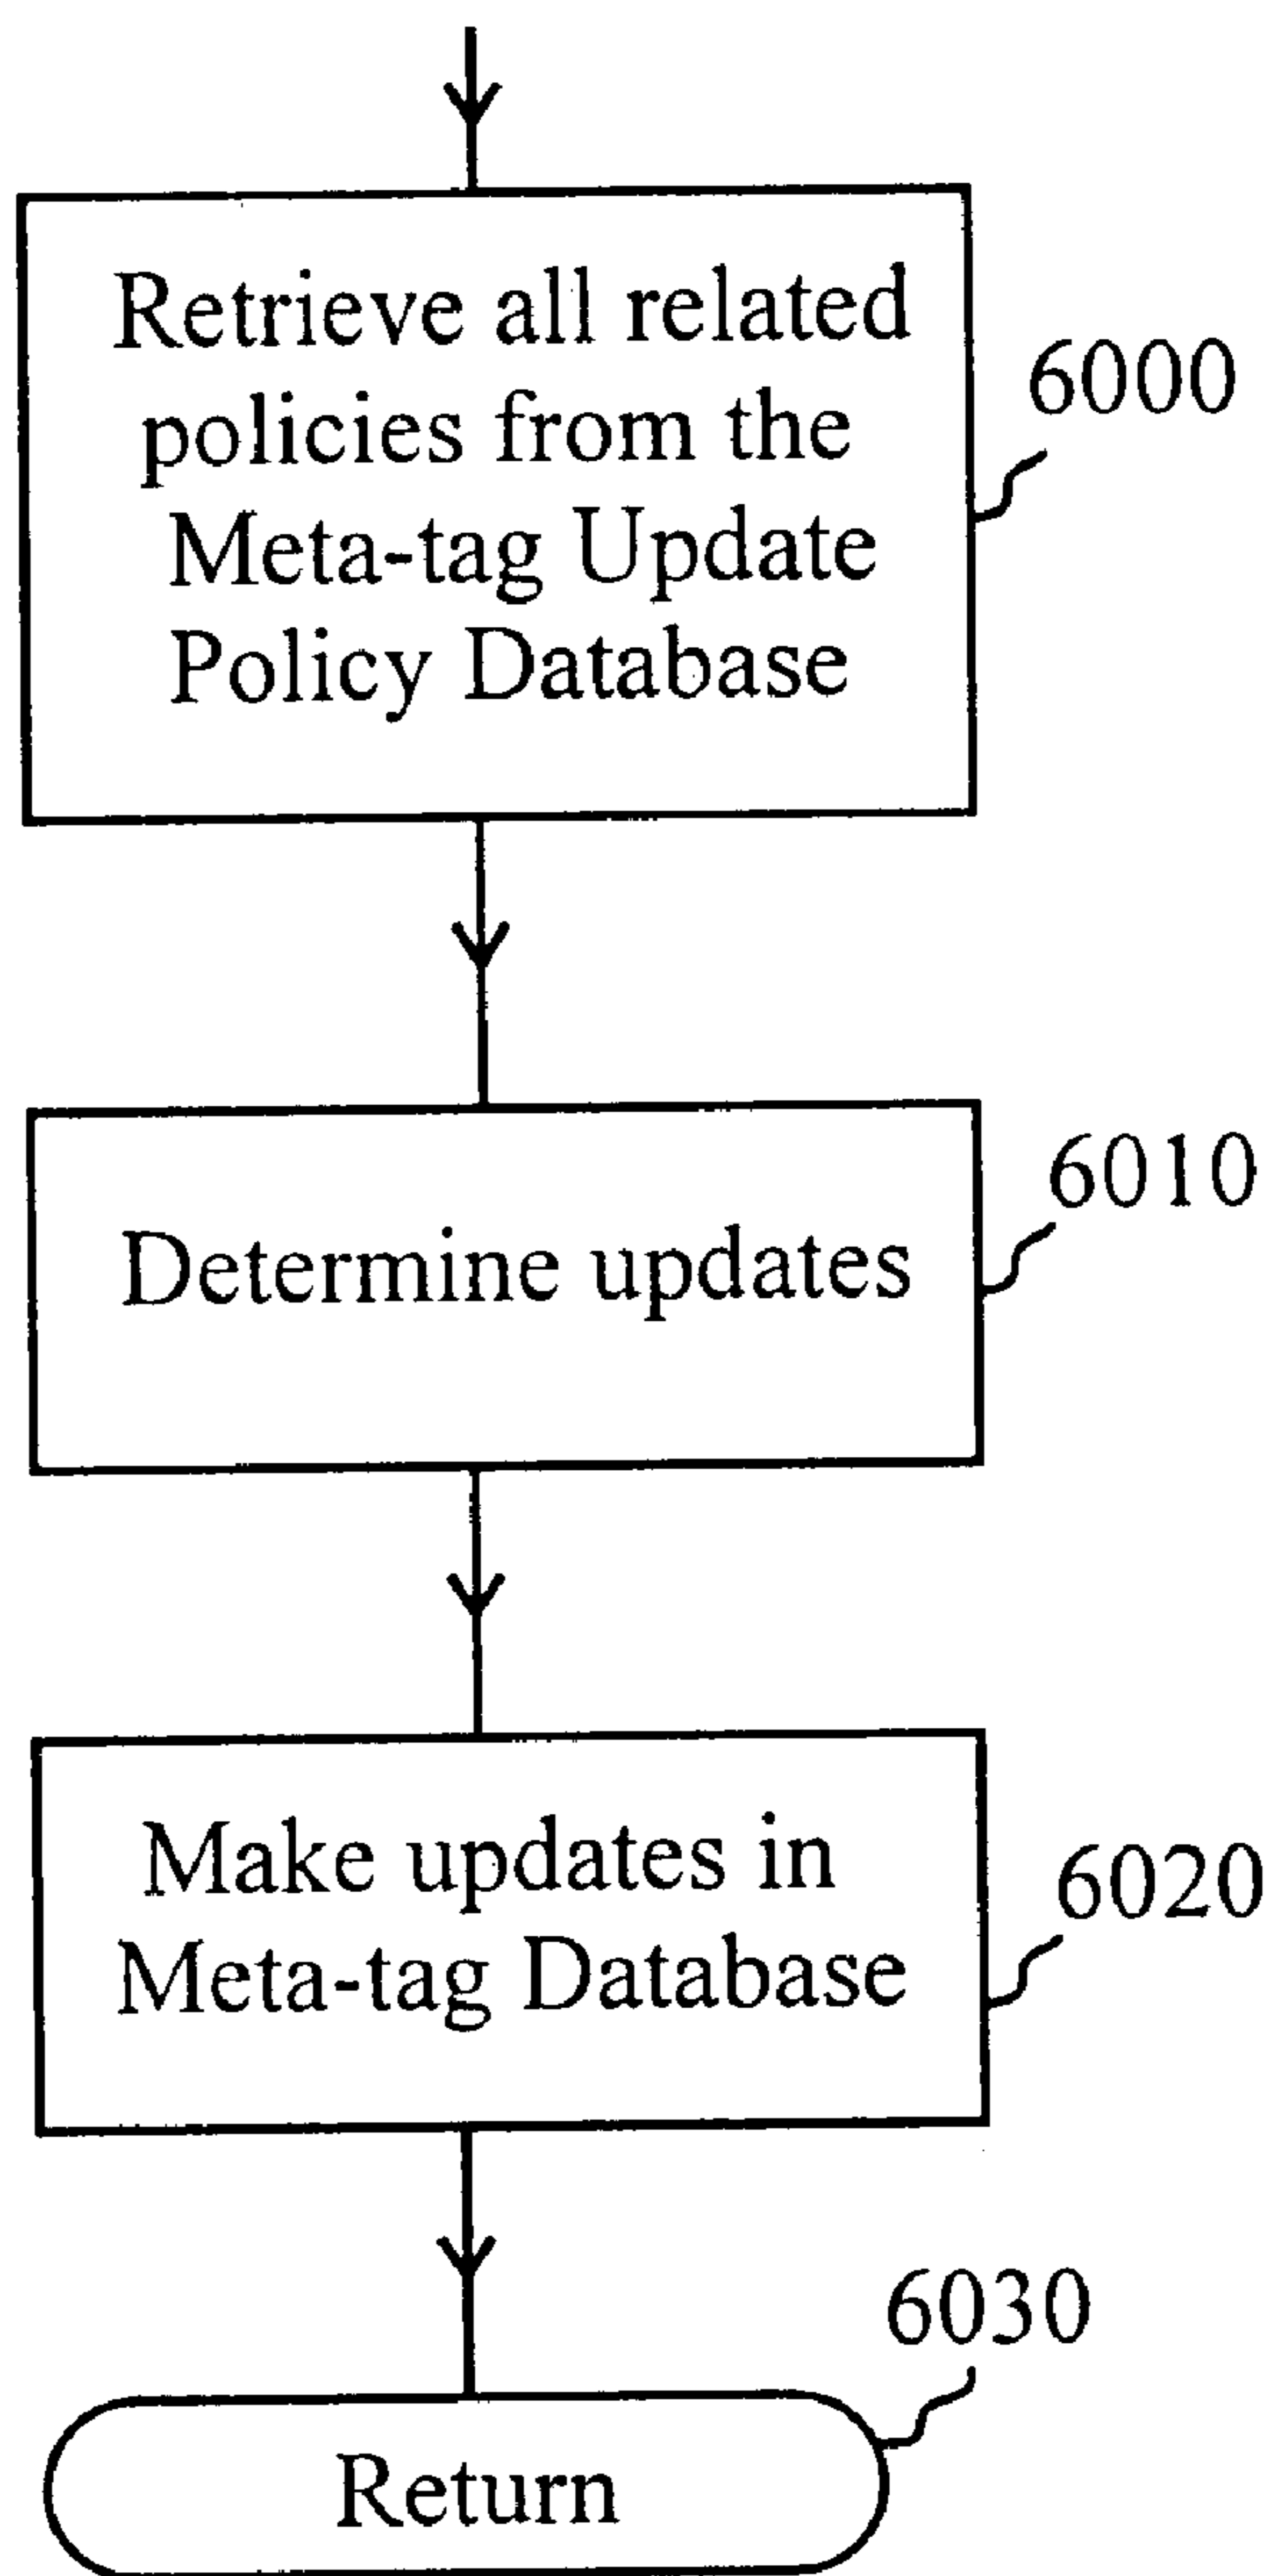 Retrieve all related
policies from the
Meta-tag Update
Policy Database
6000
Determine updates
6010
Make updates in
Meta-tag Database
6020
6030
Return